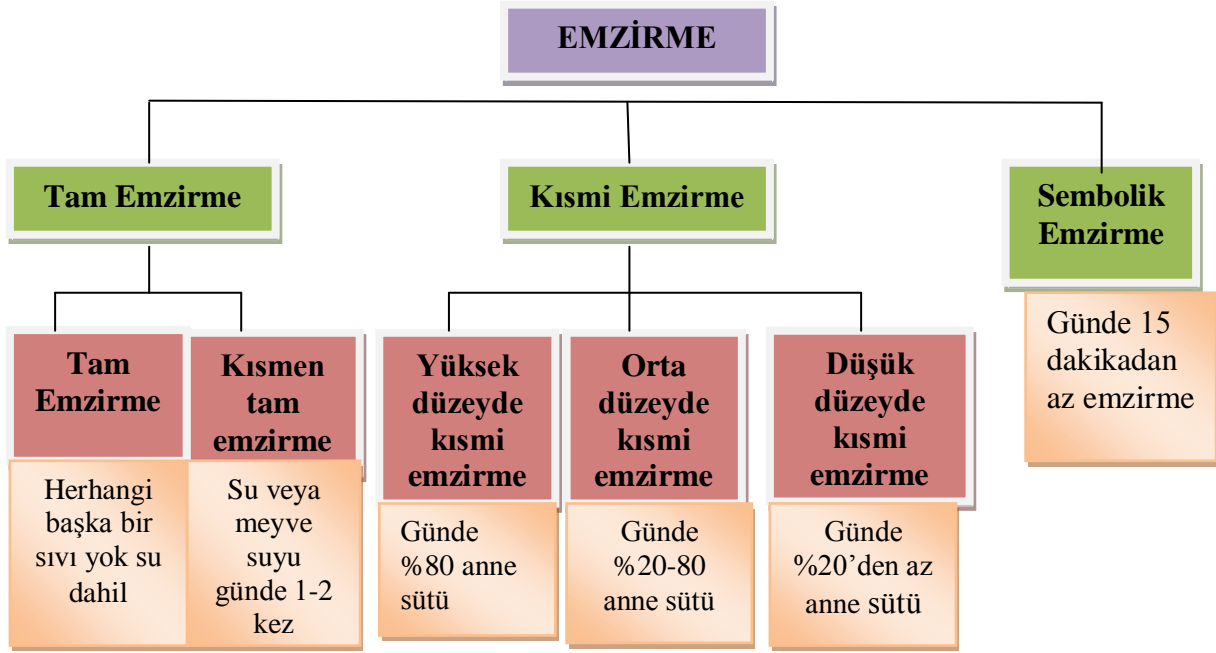 EMZİRME
Tam Emzirme
Kısmi Emzirme
Sembolik
Emzirme
Tam
Emzirme
Herhangi
başka bir
sıvı yok su
dahil
Kısmen
tam
emzirme
Su veya
meyve
suyu
günde 1-2
kez
Yüksek
düzeyde
kısmi
emzirme
Günde
%80 anne
sütü
Orta
düzeyde
kısmi
emzirme
Günde
%20-80
anne sütü
Düşük
düzeyde
kısmi
emzirme
Günde
%20’den az
anne sütü
Günde 15
dakikadan
az emzirme